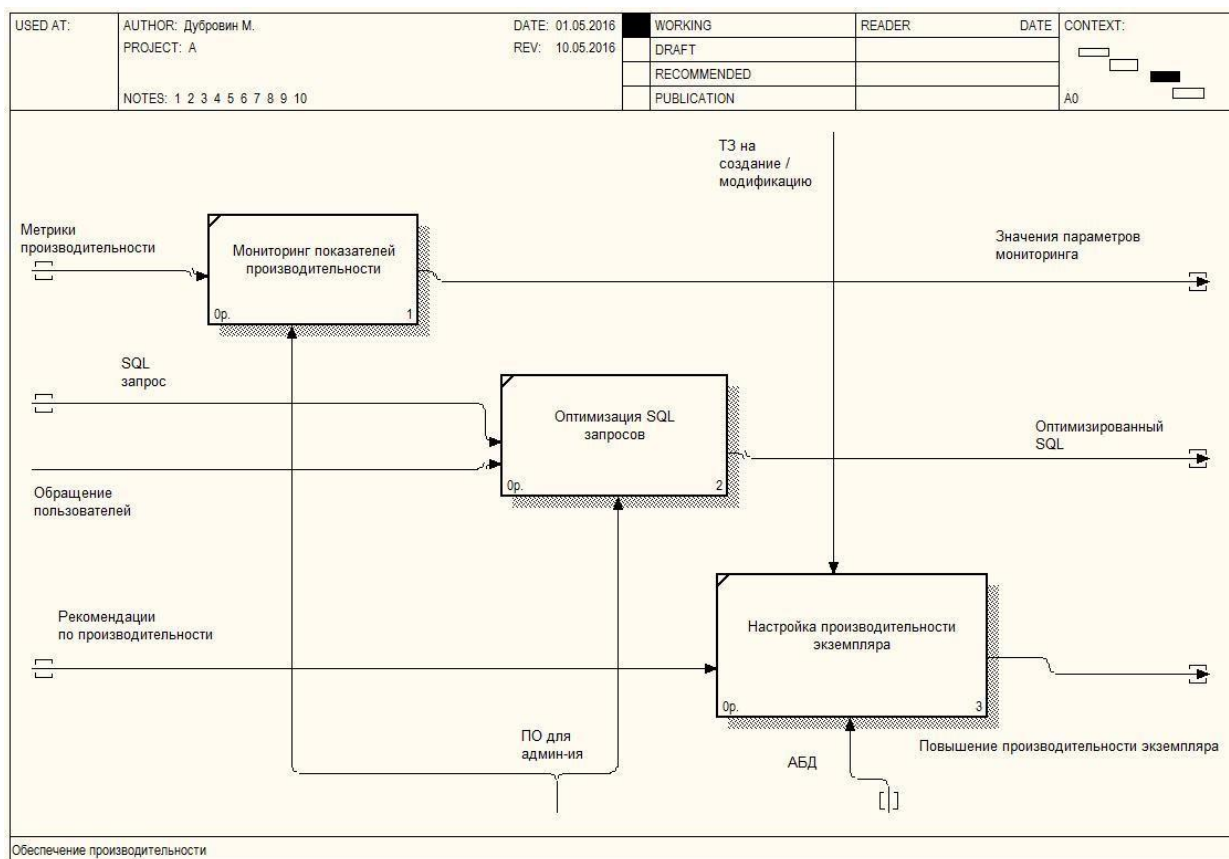 USED AT:
AUTHOR: Дубровин М.
DATE: 01.05.2016
PROJECT: A
REV: 10.05.2016
NOTES: 1 2 3 4 5 6 7 8 9 10
WORKING
DRAFT
RECOMMENDED
PUBLICATION
READER DATE
CONTEXT:
A0
ТЗ на
создание /
модификацию
Метрики
производительности
Мониторинг показателей
производительности
0р. 1
Значения параметров
мониторинга
SQL
запрос
Оптимизация SQL
запросов
0р. 2
Оптимизированный
SQL
Обращение
пользователей
Рекомендации
по производительности
Настройка производительности
экземпляра
0р. 3
ПО для
админ-ия
АБД
Повышение производительности экземпляра
Обеспечение производительности